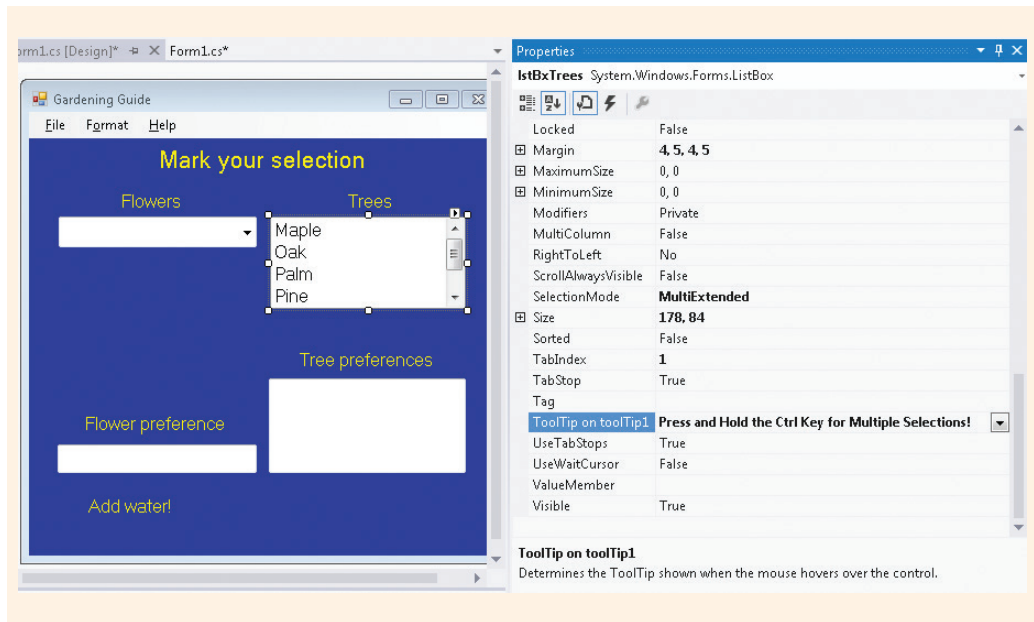 orm1.cs [Design]* Form1.cs*
Gardening Guide
File Format Help
Mark your selection
Flowers Trees
Maple
Oak
Palm
Pine
Tree preferences
Flower preference
Add water!
Properties
lstBxTrees System.Windows.Forms.ListBox
Locked False
Margin 4, 5, 4, 5
MaximumSize 0, 0
MinimumSize 0, 0
Modifiers Private
MultiColumn False
RightToLeft No
ScrollAlwaysVisible False
SelectionMode MultiExtended
Size 178, 84
Sorted False
TabIndex 1
TabStop True
Tag
ToolTip on toolTip1 Press and Hold the Ctrl Key for Multiple Selections!
UseTabStops True
UseWaitCursor False
ValueMember
Visible True
ToolTip on toolTip1
Determines the ToolTip shown when the mouse hovers over the control.